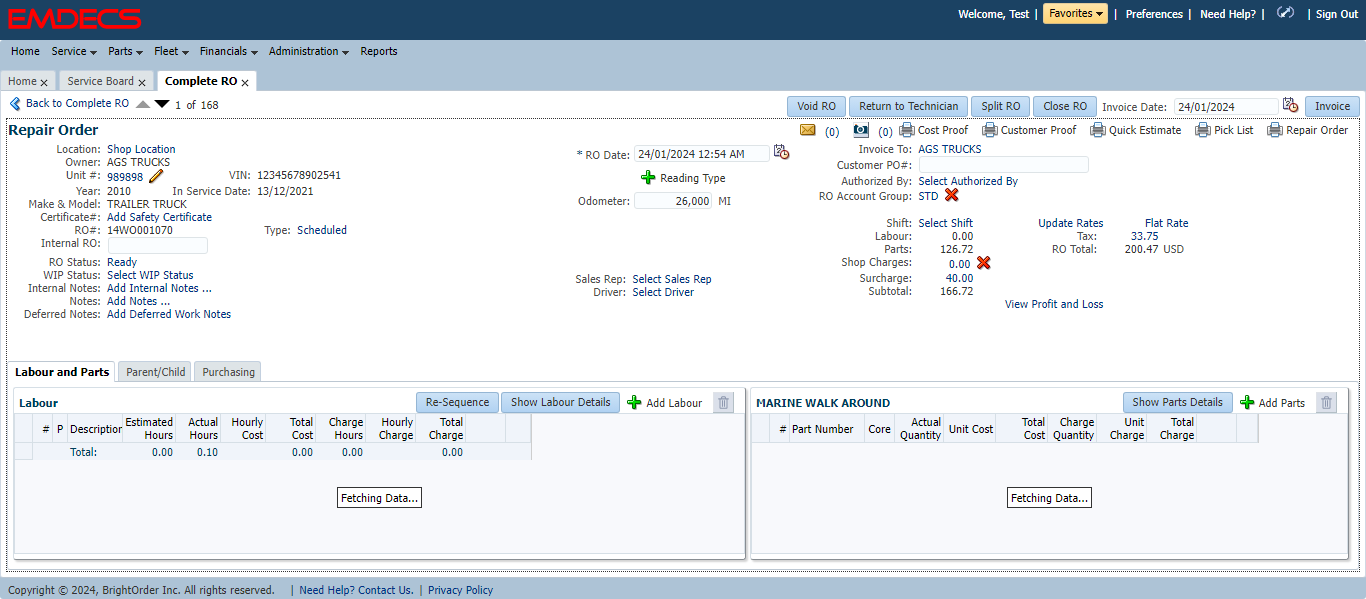 EMDECS
Welcome, Test | Favorites | Preferences | Need Help? | | Sign Out
Home Service Parts Fleet Financials Administration Reports
Home x Service Board x Complete RO x
Back to Complete RO 1 of 168 Void RO Return to Technician Split RO Close RO Invoice Date: 24/01/2024 Invoice
Repair Order (0) (0) Cost Proof Customer Proof Quick Estimate Pick List Repair Order
Location: Shop Location
Owner: AGS TRUCKS
Unit #: 989898 VIN: 12345678902541
Year: 2010 In Service Date: 13/12/2021
Make & Model: TRAILER TRUCK
Certificate#: Add Safety Certificate
RO#: 14WO001070 Type: Scheduled
Internal RO:
RO Status: Ready
WIP Status: Select WIP Status
Internal Notes: Add Internal Notes ...
Notes: Add Notes ...
Deferred Notes: Add Deferred Work Notes
* RO Date: 24/01/2024 12:54 AM
Reading Type
Odometer: 26,000 MI
Sales Rep: Select Sales Rep
Driver: Select Driver
Invoice To: AGS TRUCKS
Customer PO#:
Authorized By: Select Authorized By
RO Account Group: STD
Shift: Select Shift Update Rates Flat Rate
Labour: 0.00 Tax: 33.75
Parts: 126.72 RO Total: 200.47 USD
Shop Charges: 0.00
Surcharge: 40.00
Subtotal: 166.72
View Profit and Loss
Labour and Parts Parent/Child Purchasing
Labour Re-Sequence Show Labour Details Add Labour
# P Description Estimated Hours Actual Hours Hourly Cost Total Cost Charge Hours Hourly Charge Total Charge
Total: 0.00 0.10 0.00 0.00 0.00
Fetching Data...
MARINE WALK AROUND Show Parts Details Add Parts
# Part Number Core Actual Quantity Unit Cost Total Cost Charge Quantity Unit Charge Total Charge
Fetching Data...
Copyright © 2024, BrightOrder Inc. All rights reserved. | Need Help? Contact Us. | Privacy Policy